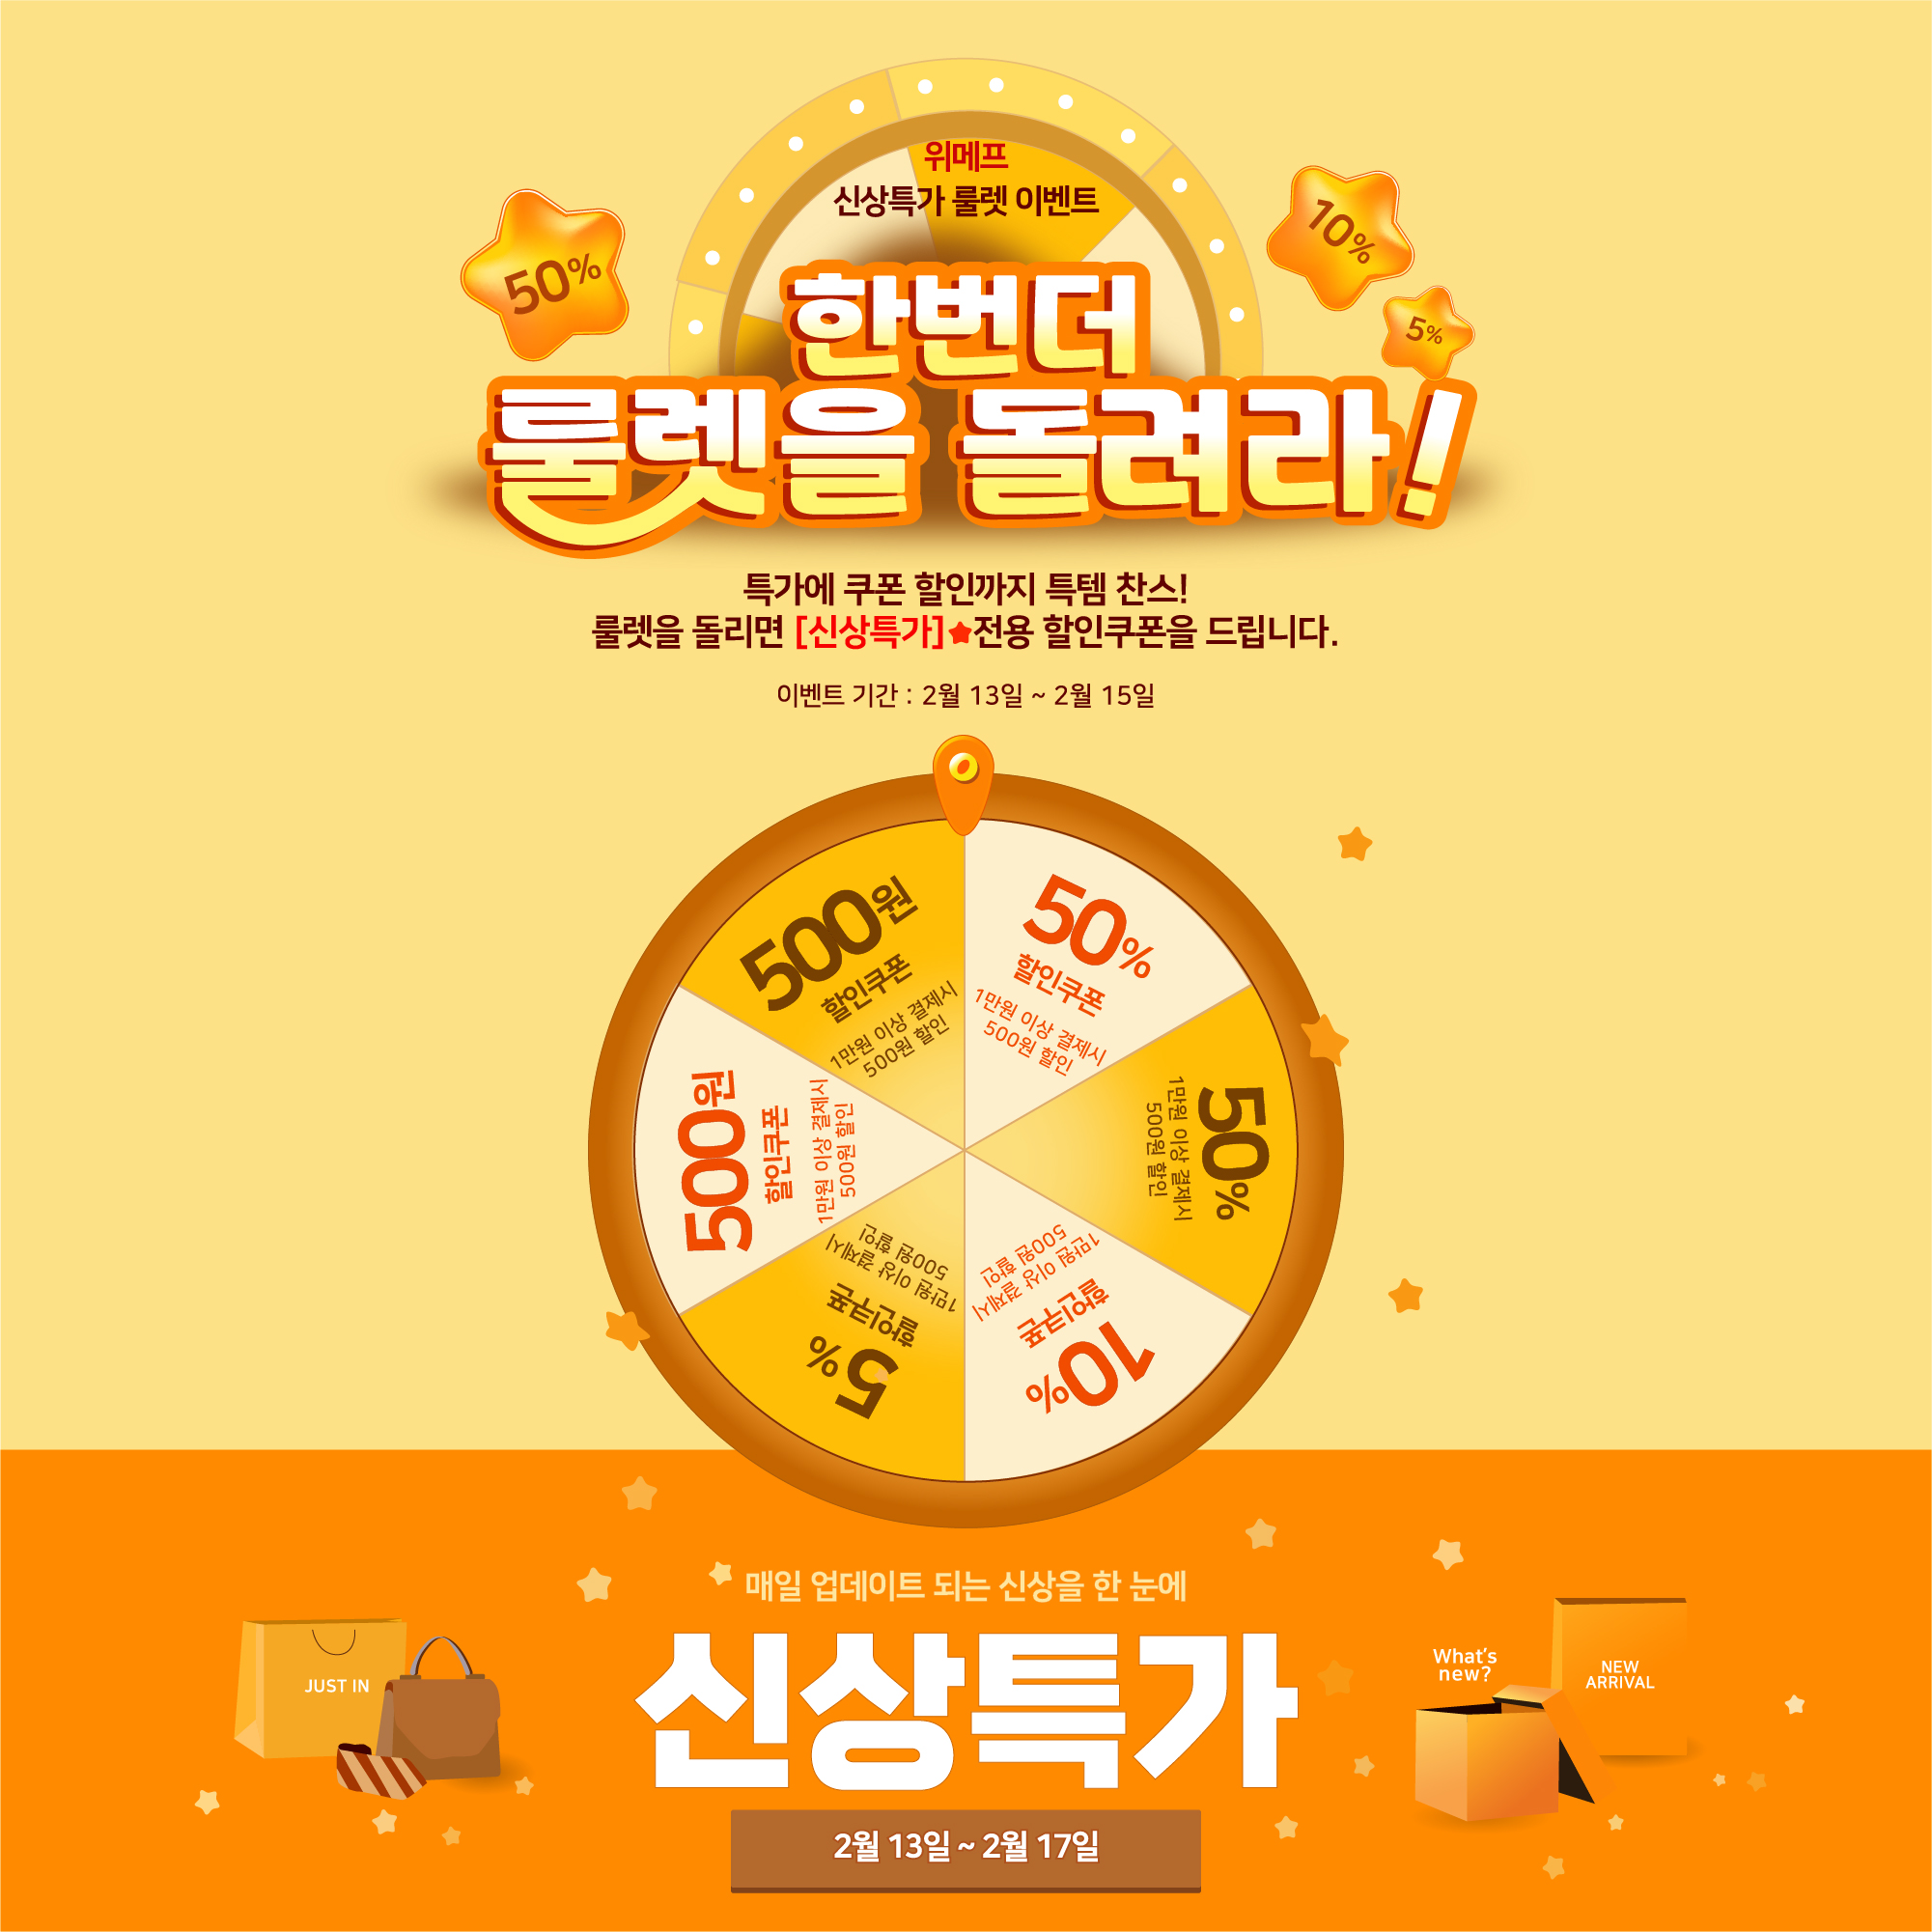 위메프
신상특가 룰렛 이벤트
50%
10%
5%
한번더
룰렛을 돌려라!
특가에 쿠폰 할인까지 특템 찬스!
룰렛을 돌리면 [신상특가]★전용 할인쿠폰을 드립니다.
이벤트 기간 : 2월 13일 ~ 2월 15일
500원
할인쿠폰
1만원 이상 결제시
500원 할인
50%
할인쿠폰
1만원 이상 결제시
500원 할인
50%
1만원 이상 결제시
500원 할인
10%
할인쿠폰
1만원 이상 결제시
500원 할인
5%
할인쿠폰
1만원 이상 결제시
500원 할인
500원
할인쿠폰
1만원 이상 결제시
500원 할인
매일 업데이트 되는 신상을 한 눈에
신상특가
JUST IN
What's
new?
NEW
ARRIVAL
2월 13일 ~ 2월 17일